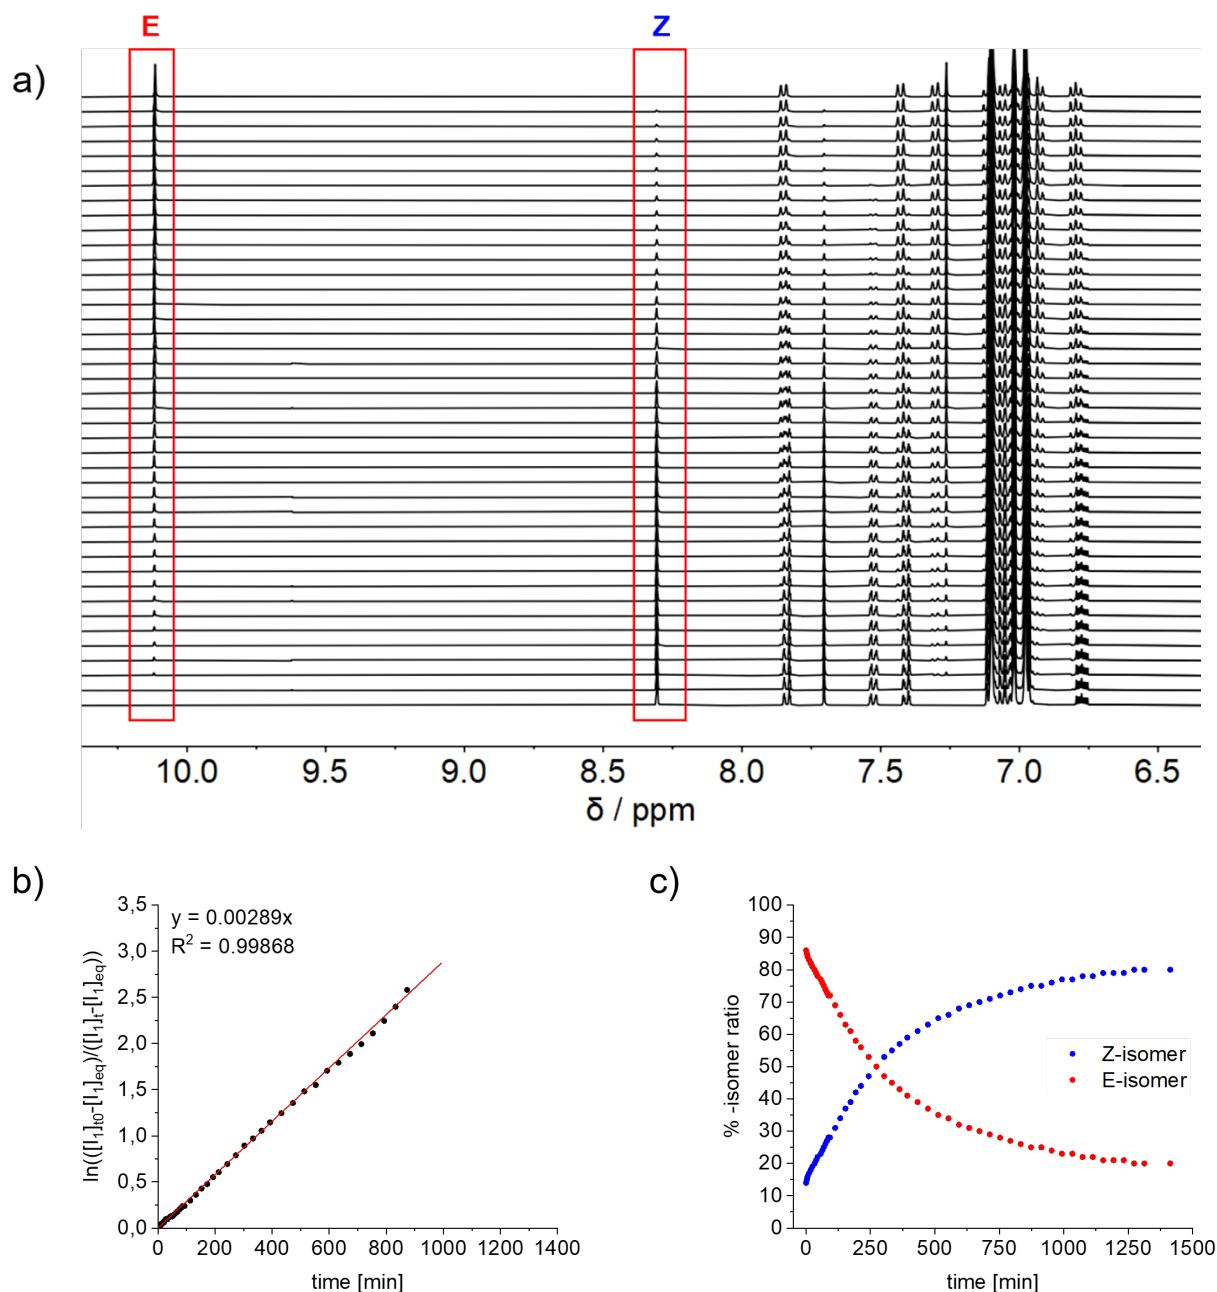 E Z
a)
10.0 9.5 9.0 8.5 8.0 7.5 7.0 6.5
δ / ppm
b)
3,5
3,0
2,5
2,0
1,5
1,0
0,5
0,0
y = 0.00289x
R² = 0.99868
ln(([I₁]t0-[I₁]eq)/([I₁]t-[I₁]eq))
0 200 400 600 800 1000 1200 1400
time [min]
c)
100
90
80
70
60
50
40
30
20
10
0
% -isomer ratio
Z-isomer
E-isomer
0 250 500 750 1000 1250 1500
time [min]